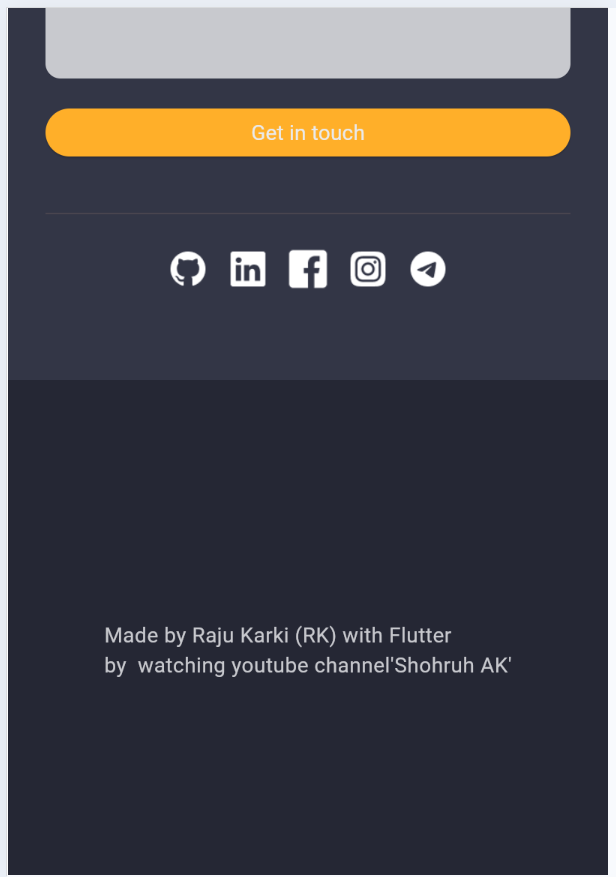 Get in touch
Made by Raju Karki (RK) with Flutter
by  watching youtube channel'Shohruh AK'